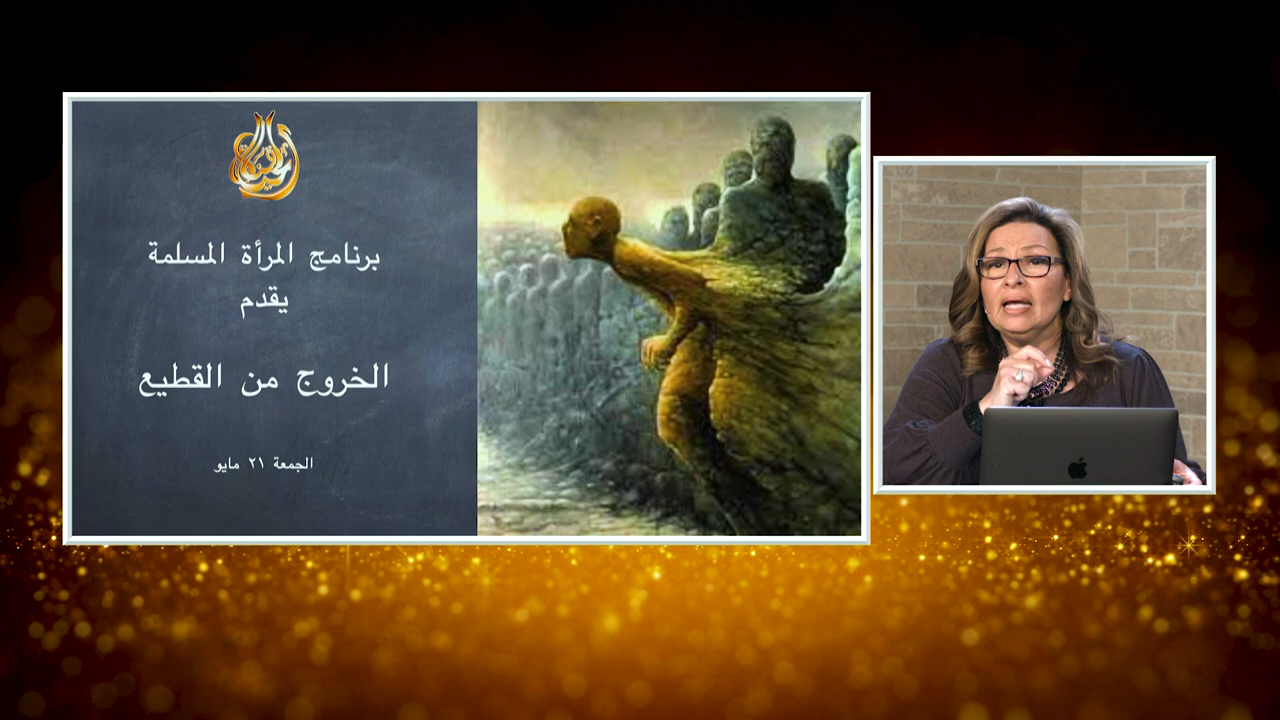 برنامج المرأة المسلمة
يقدم
الخروج من القطيع
الجمعة ٢١ مايو